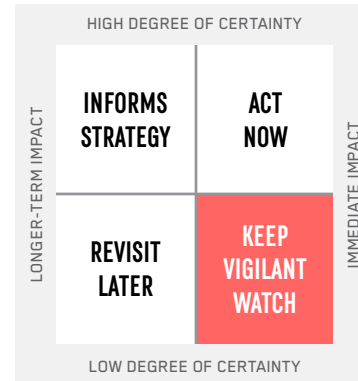 HIGH DEGREE OF CERTAINTY
LONGER-TERM IMPACT
INFORMS
STRATEGY
ACT
NOW
IMMEDIATE IMPACT
REVISIT
LATER
KEEP
VIGILANT
WATCH
LOW DEGREE OF CERTAINTY